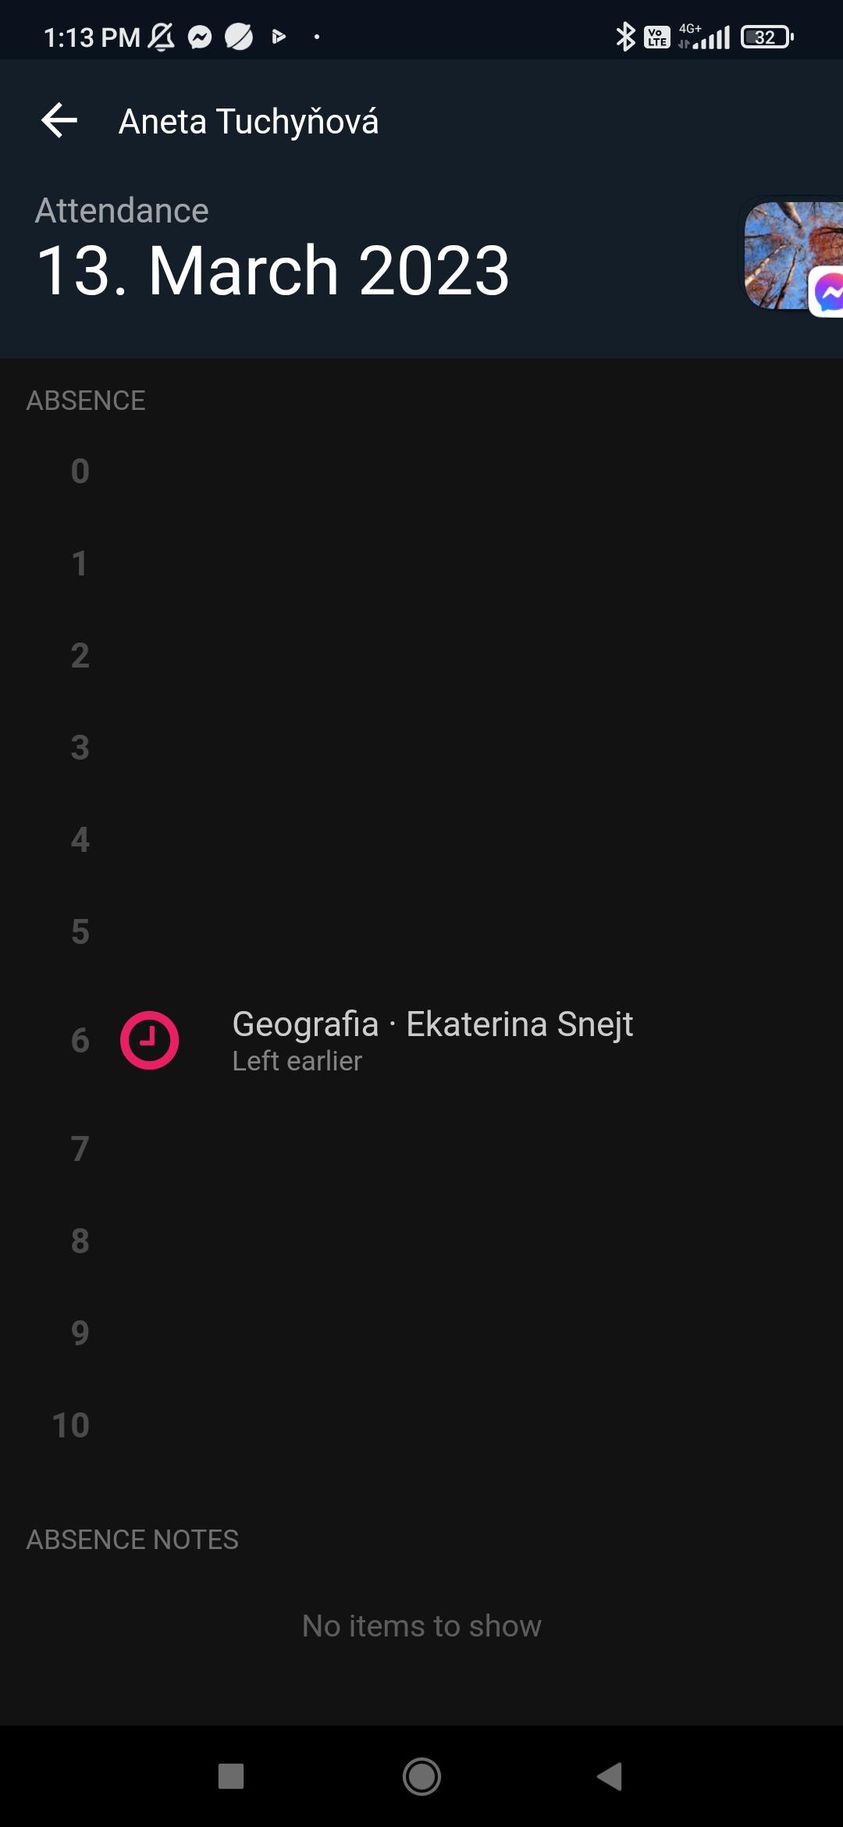 1:13 PM
Vo LTE 4G+ 32
Aneta Tuchyňová
Attendance
13. March 2023
ABSENCE
0
1
2
3
4
5
6 Geografia · Ekaterina Snejt
Left earlier
7
8
9
10
ABSENCE NOTES
No items to show